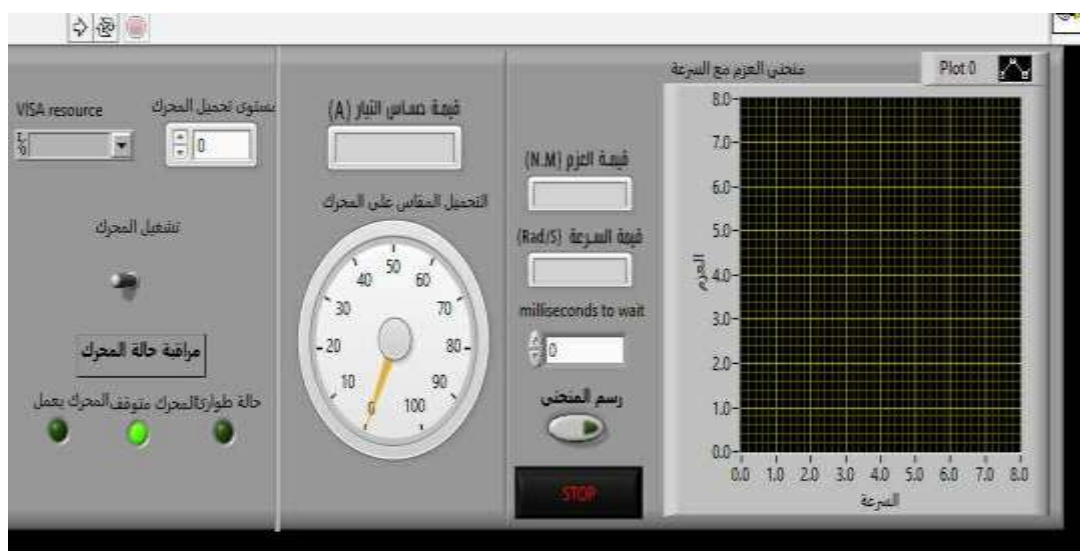 VISA resource
مستوى تحميل المحرك
0
تشغيل المحرك
مراقبة حالة المحرك
المحرك يعمل
المحرك متوقف
حالة طوارئ
قيمة حساس التيار (A)
التحميل المقاس على المحرك
0
10
20
30
40
50
60
70
80
90
100
قيمة العزم (N.M)
قيمة السرعة (Rad/S)
milliseconds to wait
0
رسم المنحني
STOP
منحني العزم مع السرعة
Plot 0
العزم
8.0
7.0
6.0
5.0
4.0
3.0
2.0
1.0
0.0
0.0 1.0 2.0 3.0 4.0 5.0 6.0 7.0 8.0
السرعة